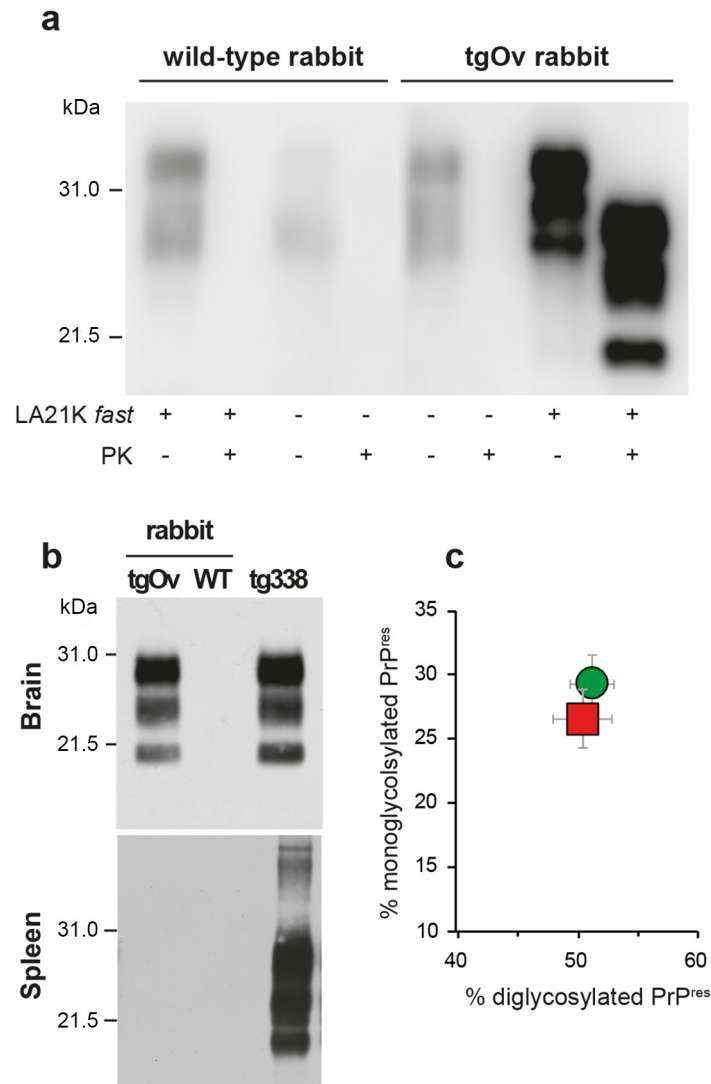 a
wild-type rabbit tgOv rabbit
kDa
31.0
21.5
LA21K fast + + - - - - + +
PK - + - + - + - +
b
rabbit
tgOv WT tg338
kDa
31.0
Brain
21.5
31.0
Spleen
21.5
c
% monoglycolsylated PrPres
35
30
25
20
15
10
40 50 60
% diglycosylated PrPres